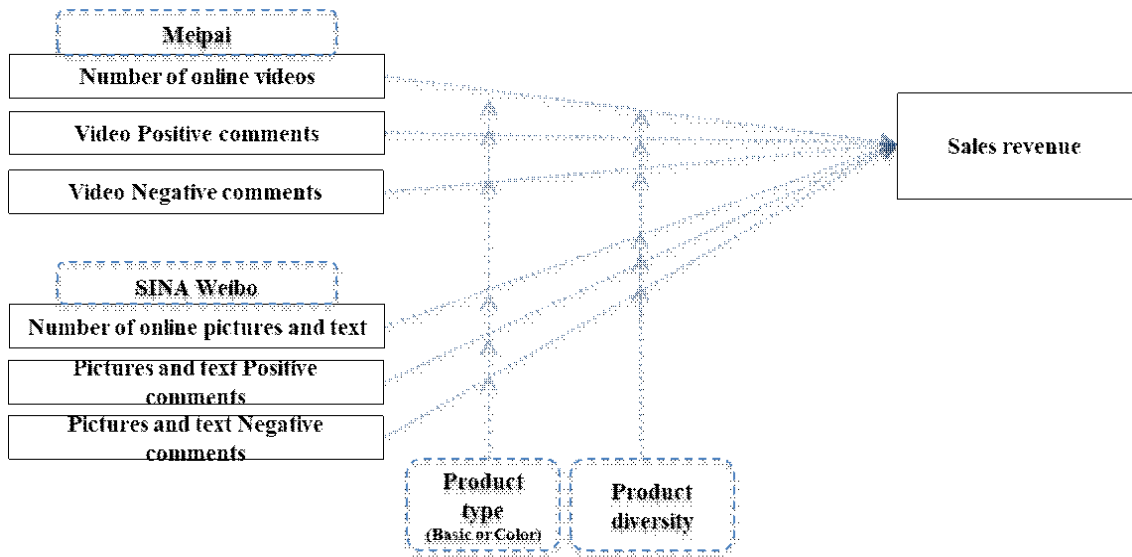 Meipai
Number of online videos
Video Positive comments
Video Negative comments
Sales revenue
SINA Weibo
Number of online pictures and text
Pictures and text Positive
comments
Pictures and text Negative
comments
Product
type
(Basic or Color)
Product
diversity